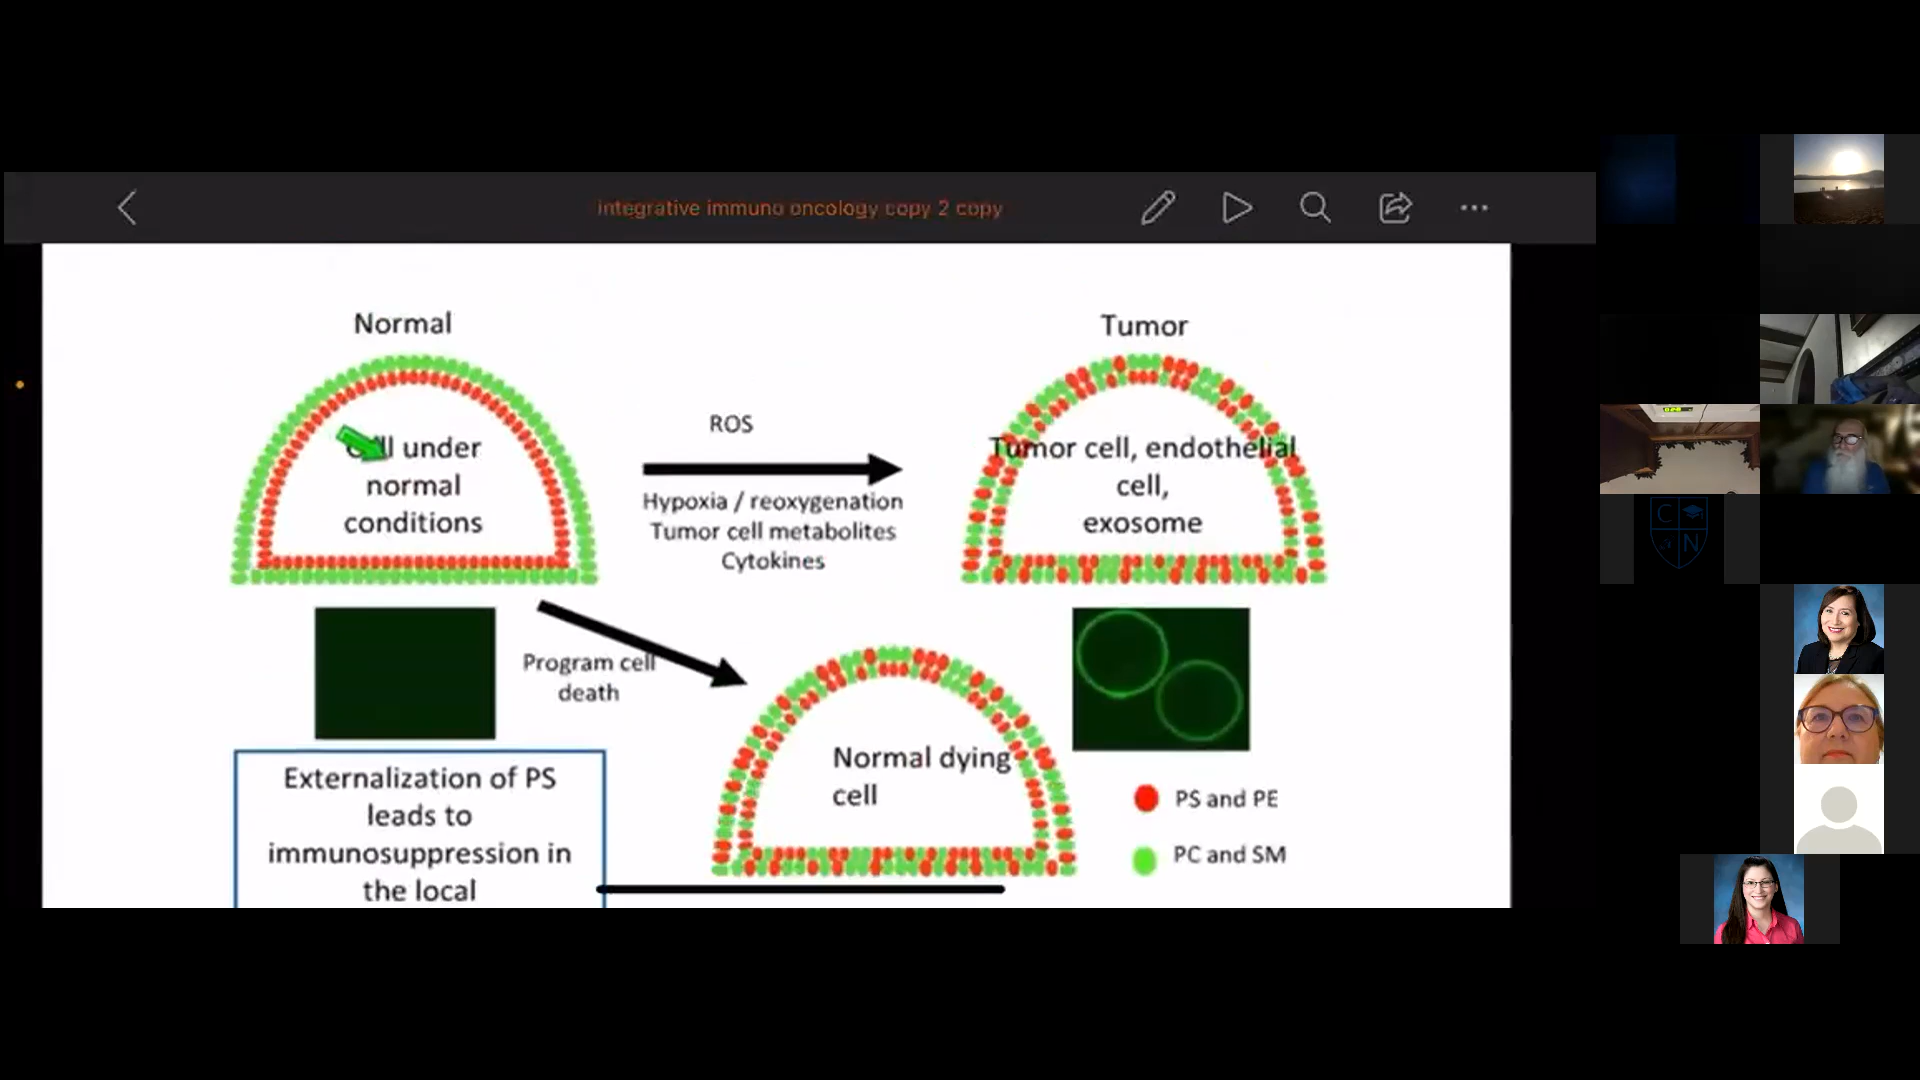 integrative immuno oncology copy 2 copy
Normal
Cell under
normal
conditions
ROS
Hypoxia / reoxygenation
Tumor cell metabolites
Cytokines
Tumor
Tumor cell, endothelial
cell,
exosome
Program cell
death
Normal dying
cell
PS and PE
PC and SM
Externalization of PS
leads to
immunosuppression in
the local
C
N